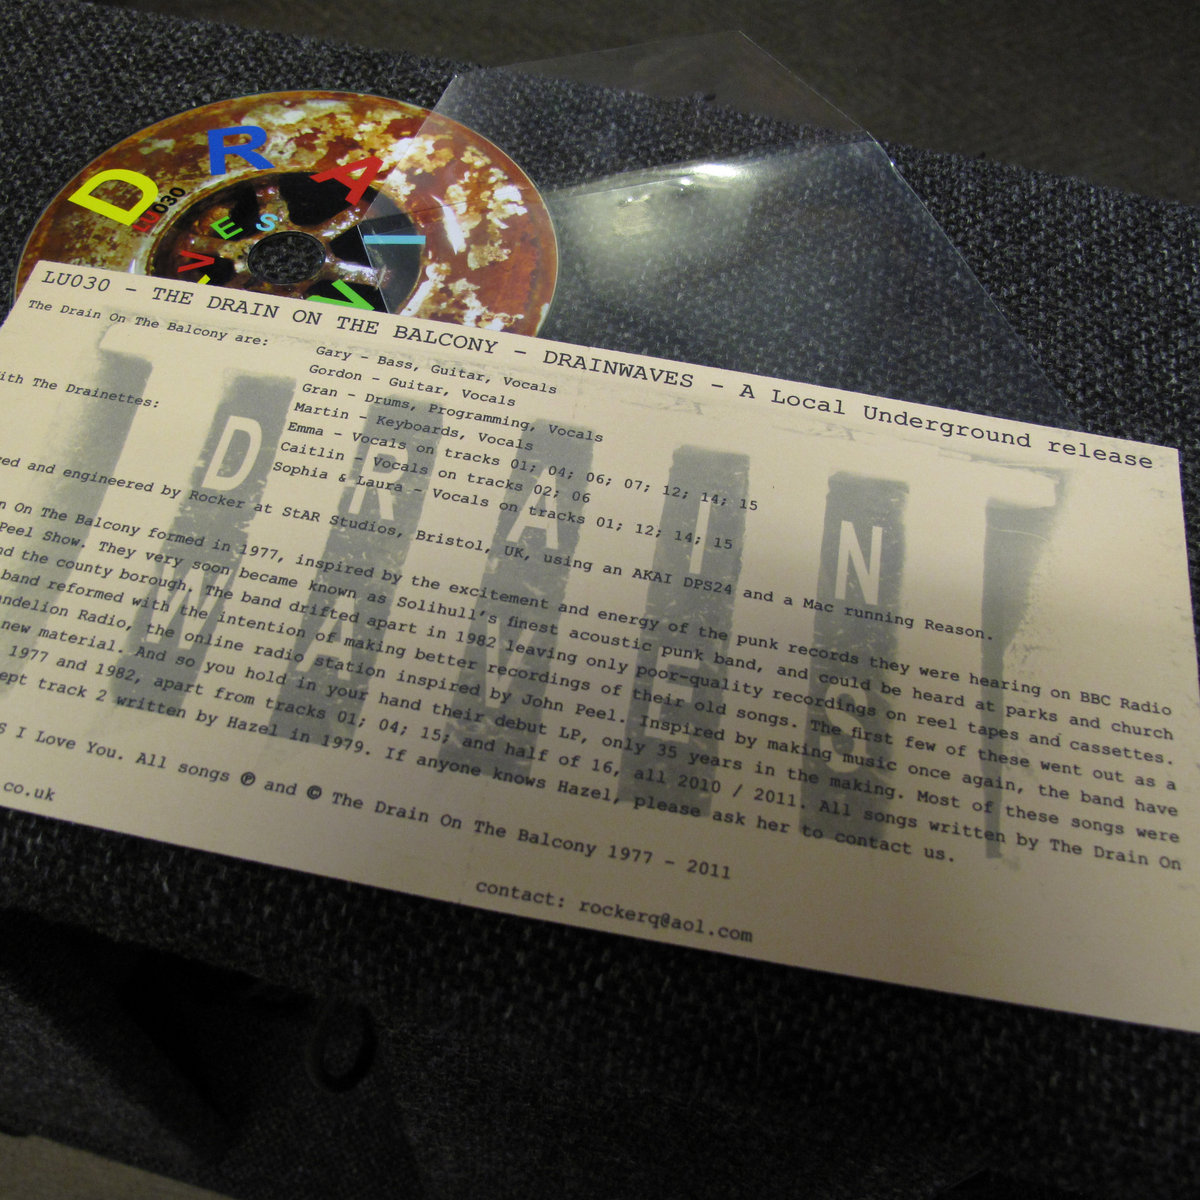 D R A I N
LU030
V E S
LU030 - THE DRAIN ON THE BALCONY - DRAINWAVES - A Local Underground release
The Drain On The Balcony are: Gary - Bass, Guitar, Vocals
Gordon - Guitar, Vocals
Gran - Drums, Programming, Vocals
Martin - Keyboards, Vocals
ith The Drainettes: Emma - Vocals on tracks 01; 04; 06; 07; 12; 14; 15
Caitlin - Vocals on tracks 02; 06
Sophia & Laura - Vocals on tracks 01; 12; 14; 15
ed and engineered by Rocker at StAR Studios, Bristol, UK, using an AKAI DPS24 and a Mac running Reason.
n On The Balcony formed in 1977, inspired by the excitement and energy of the punk records they were hearing on BBC Radio
Peel Show. They very soon became known as Solihull's finest acoustic punk band, and could be heard at parks and church
nd the county borough. The band drifted apart in 1982 leaving only poor-quality recordings on reel tapes and cassettes.
band reformed with the intention of making better recordings of their old songs. The first few of these went out as a
andelion Radio, the online radio station inspired by John Peel. Inspired by making music once again, the band have
new material. And so you hold in your hand their debut LP, only 35 years in the making. Most of these songs were
1977 and 1982, apart from tracks 01; 04; 15; and half of 16, all 2010 / 2011. All songs written by The Drain On
ept track 2 written by Hazel in 1979. If anyone knows Hazel, please ask her to contact us.
S I Love You. All songs ℗ and © The Drain On The Balcony 1977 - 2011
co.uk
contact: rockerq@aol.com
DRAIN
WAVES